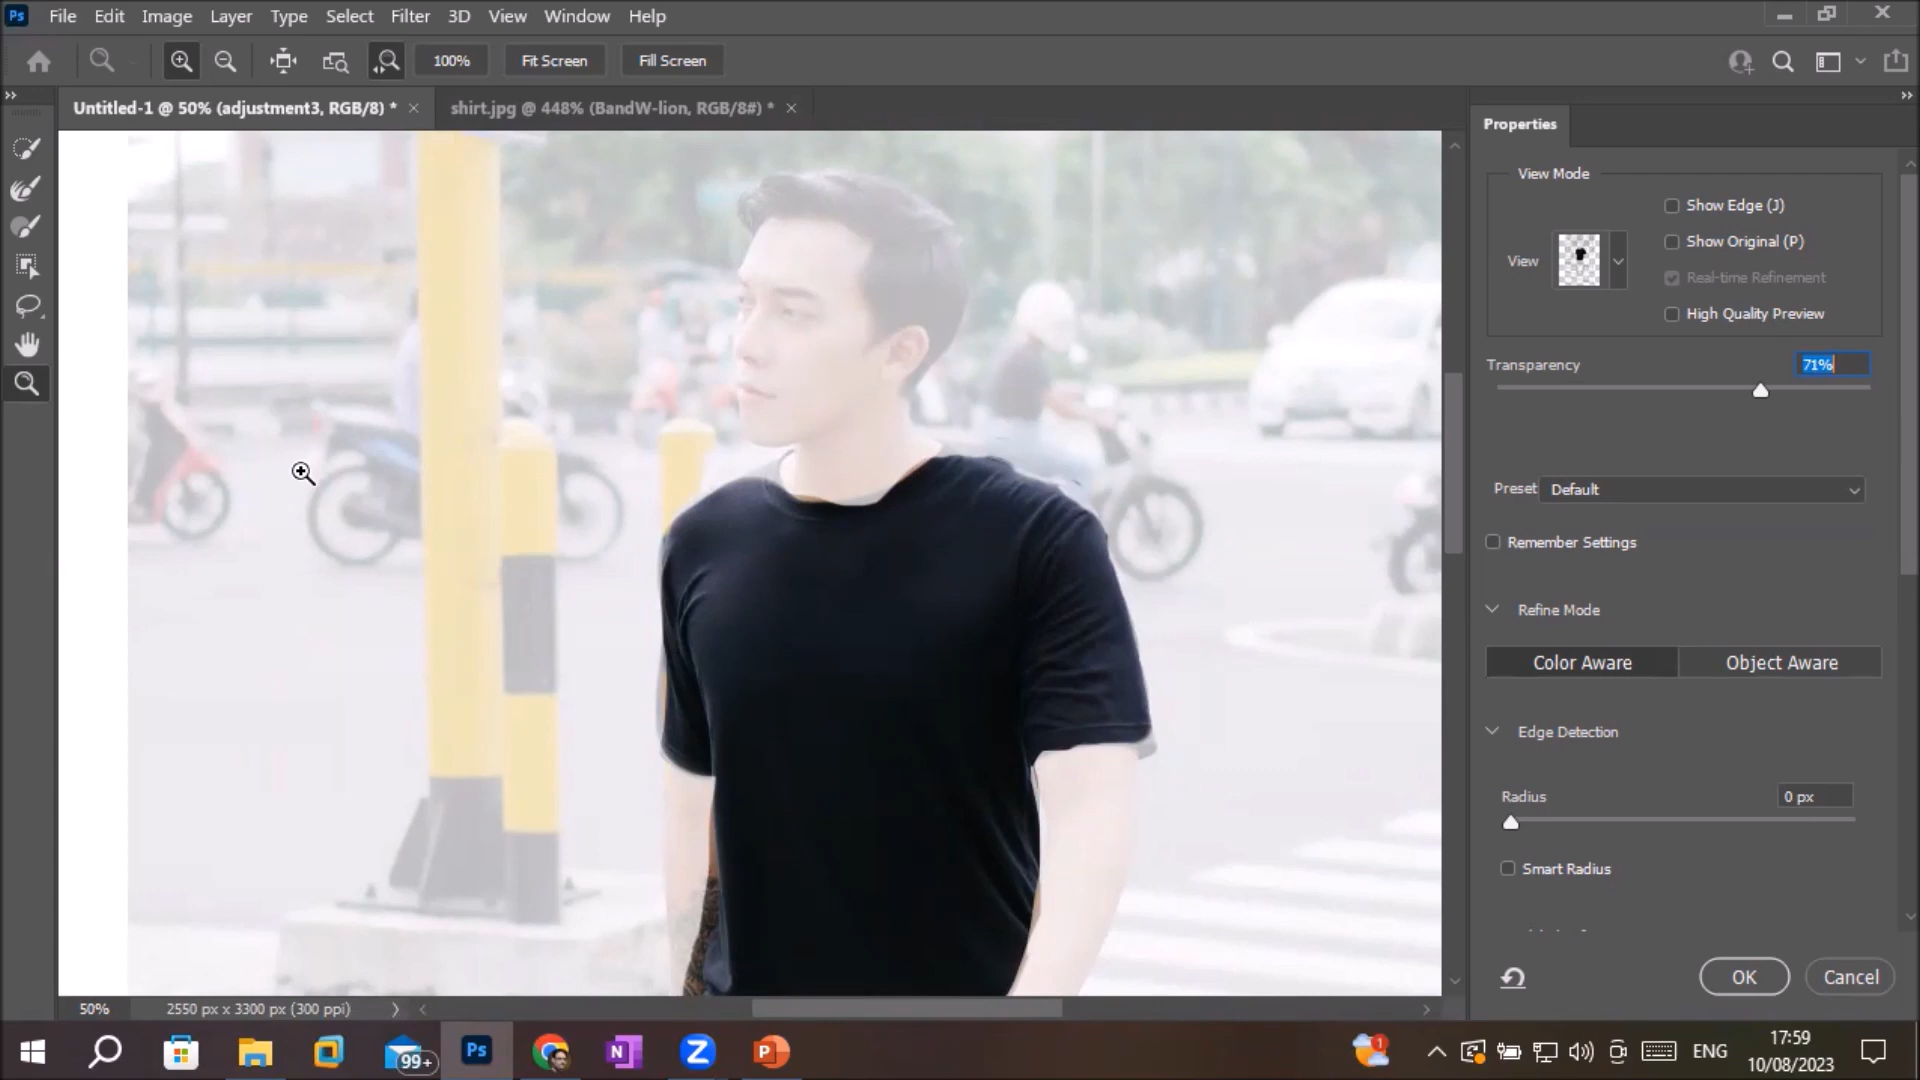 Ps File Edit Image Layer Type Select Filter 3D View Window Help
100% Fit Screen Fill Screen
Untitled-1 @ 50% (adjustment3, RGB/8) * × shirt.jpg @ 448% (BandW-lion, RGB/8#) * ×
Properties
View Mode
Show Edge (J)
Show Original (P)
View
Real-time Refinement
High Quality Preview
Transparency 71%
Preset Default
Remember Settings
Refine Mode
Color Aware Object Aware
Edge Detection
Radius 0 px
Smart Radius
OK Cancel
50% 2550 px x 3300 px (300 ppi)
99+ Ps N Z P 1 ENG
17:59
10/08/2023